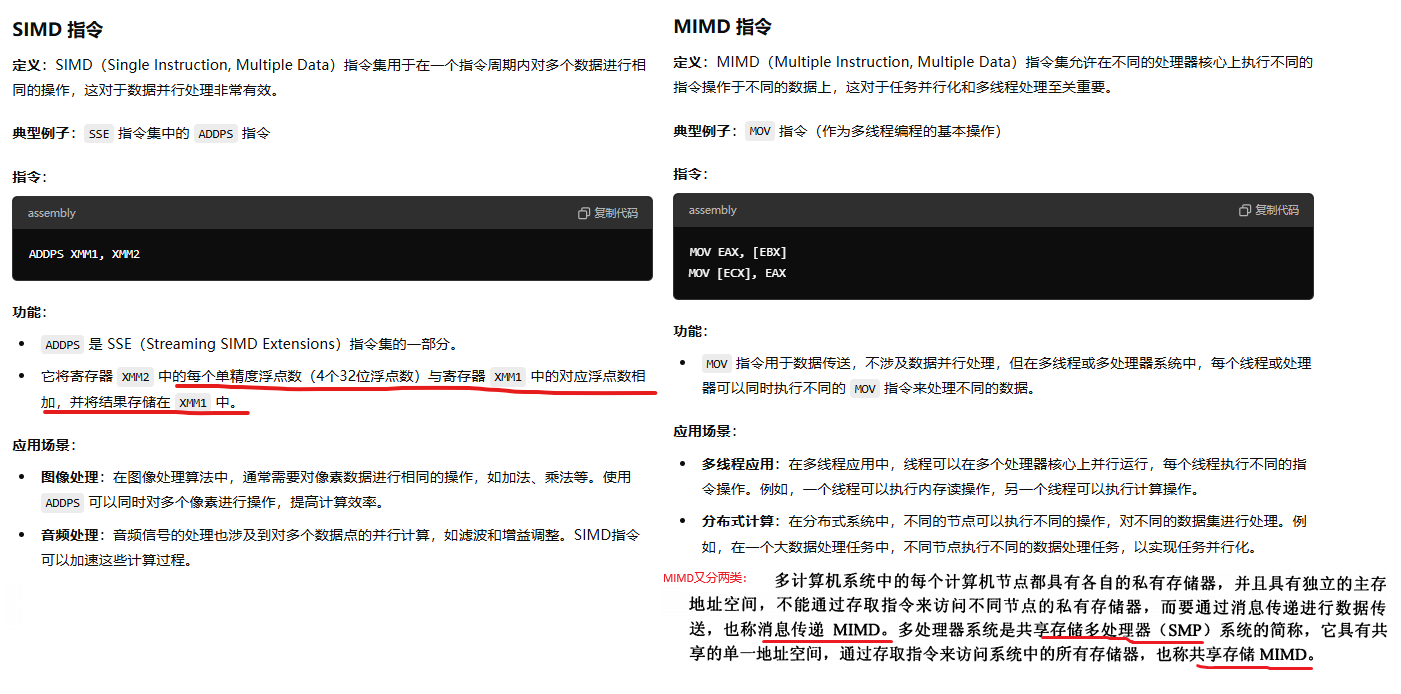 SIMD 指令
定义：SIMD（Single Instruction, Multiple Data）指令集用于在一个指令周期内对多个数据进行相
同的操作，这对于数据并行处理非常有效。
典型例子： SSE 指令集中的 ADDPS 指令
指令：
assembly
复制代码
ADDPS XMM1, XMM2
功能：
• ADDPS 是 SSE（Streaming SIMD Extensions）指令集的一部分。
• 它将寄存器 XMM2 中的每个单精度浮点数（4个32位浮点数）与寄存器 XMM1 中的对应浮点数相
加，并将结果存储在 XMM1 中。
应用场景：
• 图像处理：在图像处理算法中，通常需要对像素数据进行相同的操作，如加法、乘法等。使用
ADDPS 可以同时对多个像素进行操作，提高计算效率。
• 音频处理：音频信号的处理也涉及到对多个数据点的并行计算，如滤波和增益调整。SIMD指令
可以加速这些计算过程。
MIMD 指令
定义：MIMD（Multiple Instruction, Multiple Data）指令集允许在不同的处理器核心上执行不同的
指令操作于不同的数据上，这对于任务并行化和多线程处理至关重要。
典型例子： MOV 指令（作为多线程编程的基本操作）
指令：
assembly
复制代码
MOV EAX, [EBX]
MOV [ECX], EAX
功能：
• MOV 指令用于数据传送，不涉及数据并行处理，但在多线程或多处理器系统中，每个线程或处理
器可以同时执行不同的 MOV 指令来处理不同的数据。
应用场景：
• 多线程应用：在多线程应用中，线程可以在多个处理器核心上并行运行，每个线程执行不同的指
令操作。例如，一个线程可以执行内存读操作，另一个线程可以执行计算操作。
• 分布式计算：在分布式系统中，不同的节点可以执行不同的操作，对不同的数据集进行处理。例
如，在一个大数据处理任务中，不同节点执行不同的数据处理任务，以实现任务并行化。
MIMD又分两类： 多计算机系统中的每个计算机节点都具有各自的私有存储器，并且具有独立的主存
地址空间，不能通过存取指令来访问不同节点的私有存储器，而要通过消息传递进行数据传
送，也称消息传递 MIMD。多处理器系统是共享存储多处理器（SMP）系统的简称，它具有共
享的单一地址空间，通过存取指令来访问系统中的所有存储器，也称共享存储 MIMD。